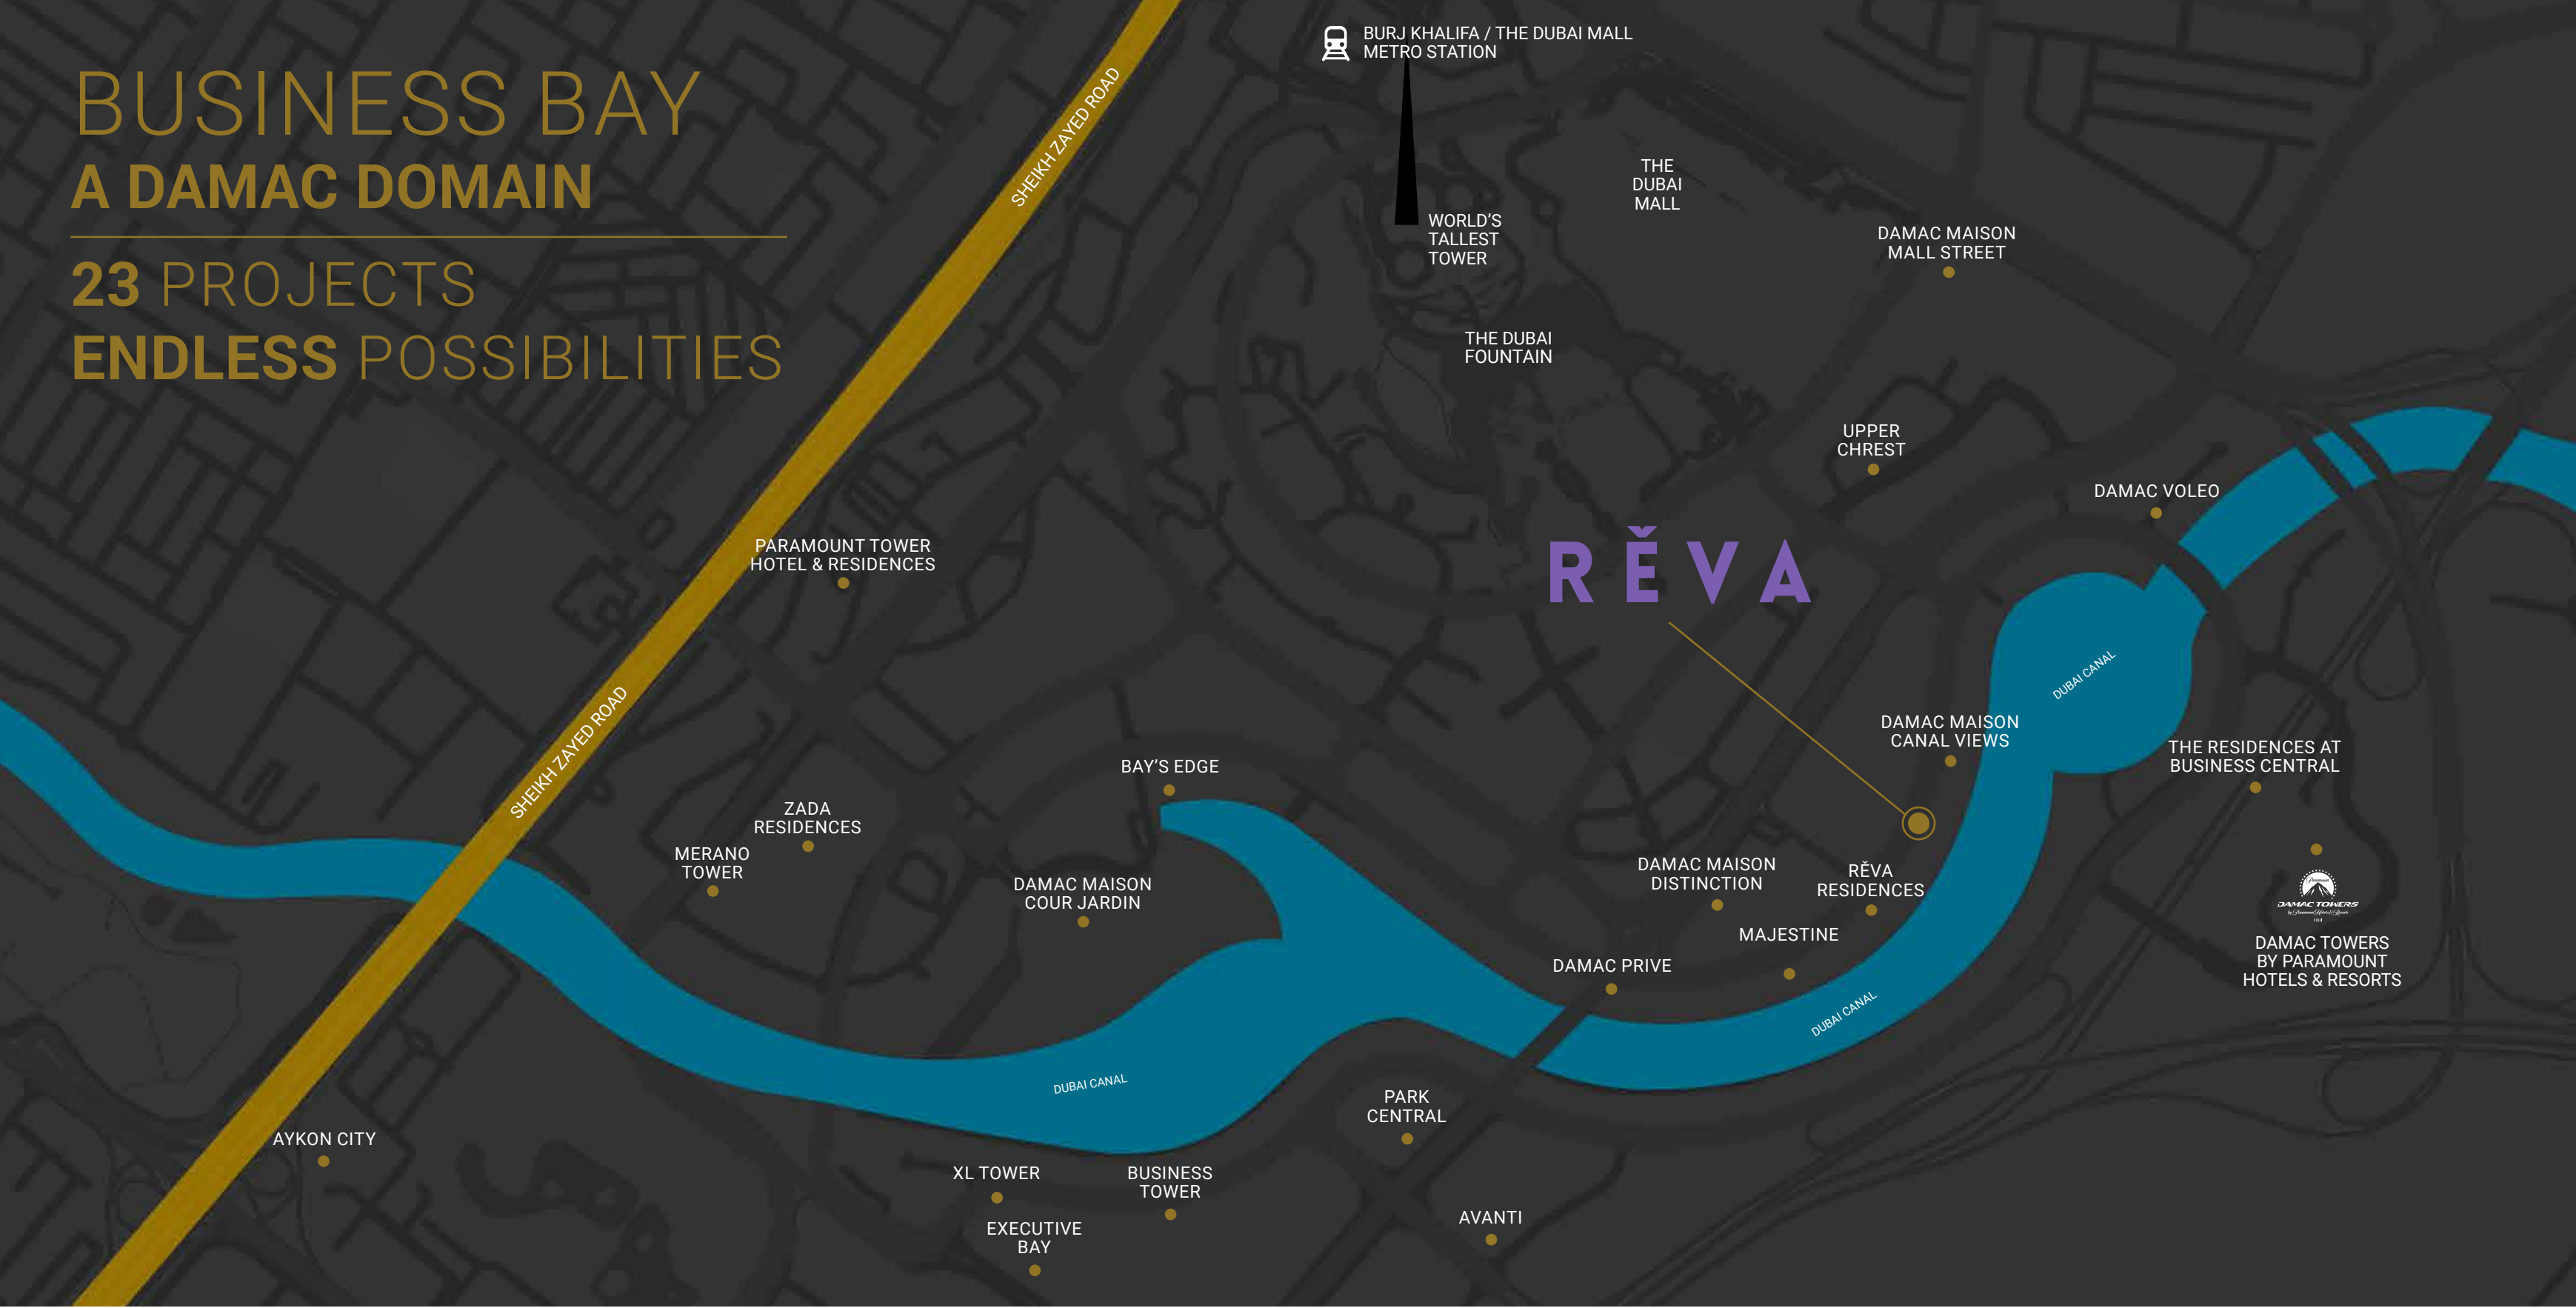 BUSINESS BAY
A DAMAC DOMAIN
23 PROJECTS
ENDLESS POSSIBILITIES
BURJ KHALIFA / THE DUBAI MALL
METRO STATION
SHEIKH ZAYED ROAD
THE
DUBAI
MALL
WORLD'S
TALLEST
TOWER
DAMAC MAISON
MALL STREET
THE DUBAI
FOUNTAIN
UPPER
CHREST
DAMAC VOLEO
PARAMOUNT TOWER
HOTEL & RESIDENCES
RĚVA
DUBAI CANAL
SHEIKH ZAYED ROAD
DAMAC MAISON
CANAL VIEWS
THE RESIDENCES AT
BUSINESS CENTRAL
BAY'S EDGE
ZADA
RESIDENCES
MERANO
TOWER
DAMAC MAISON
COUR JARDIN
DAMAC MAISON
DISTINCTION
RĚVA
RESIDENCES
MAJESTINE
DAMAC PRIVE
DAMAC TOWERS
DAMAC TOWERS
BY PARAMOUNT
HOTELS & RESORTS
DUBAI CANAL
DUBAI CANAL
PARK
CENTRAL
AYKON CITY
XL TOWER
BUSINESS
TOWER
EXECUTIVE
BAY
AVANTI